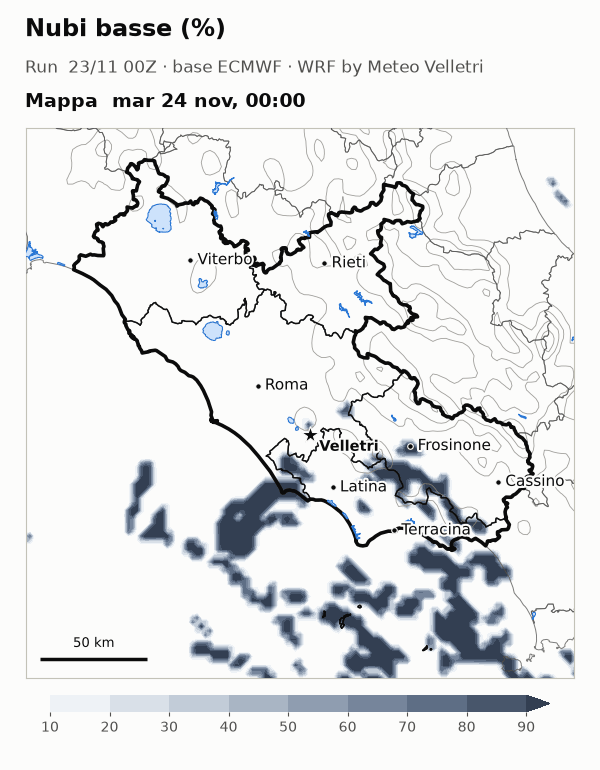 Nubi basse (%)
Run 23/11 00Z · base ECMWF · WRF by Meteo Velletri
Mappa mar 24 nov, 00:00
Viterbo
Rieti
Roma
Velletri
Frosinone
Latina
Cassino
Terracina
50 km
10 20 30 40 50 60 70 80 90